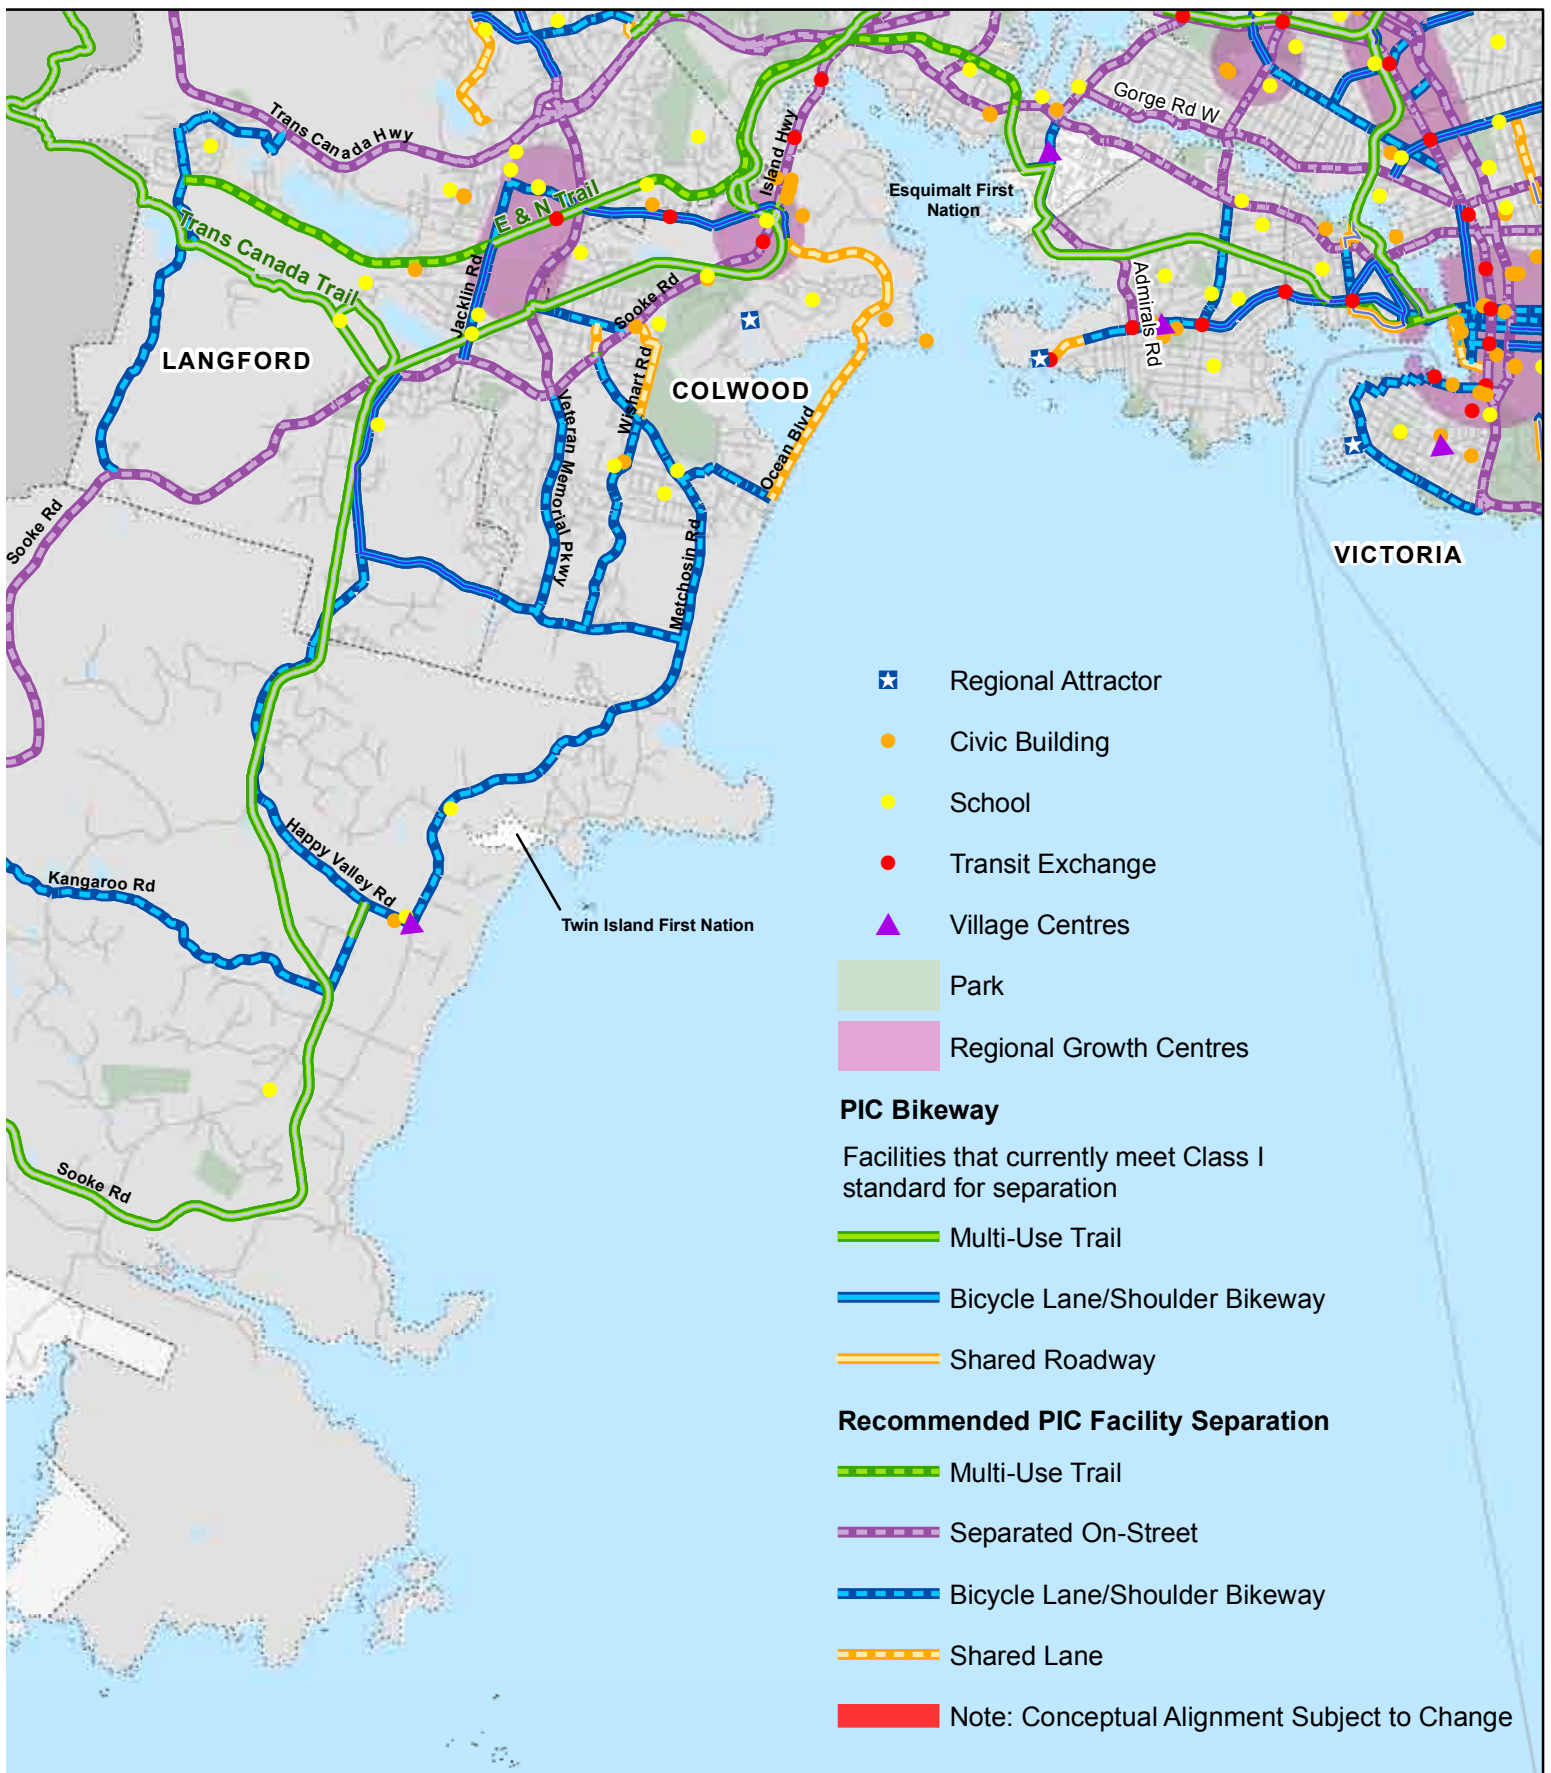 Trans Canada Hwy
Gorge Rd W
Island Hwy
Esquimalt First
Nation
E & N Trail
Trans Canada Trail
Jacklin Rd
Sooke Rd
Admirals Rd
LANGFORD
COLWOOD
Wishart Rd
Veteran Memorial Pkwy
Ocean Blvd
Sooke Rd
Metchosin Rd
VICTORIA
Regional Attractor
Civic Building
School
Transit Exchange
Happy Valley Rd
Kangaroo Rd
Twin Island First Nation
Village Centres
Park
Regional Growth Centres
PIC Bikeway
Facilities that currently meet Class I
standard for separation
Sooke Rd
Multi-Use Trail
Bicycle Lane/Shoulder Bikeway
Shared Roadway
Recommended PIC Facility Separation
Multi-Use Trail
Separated On-Street
Bicycle Lane/Shoulder Bikeway
Shared Lane
Note: Conceptual Alignment Subject to Change